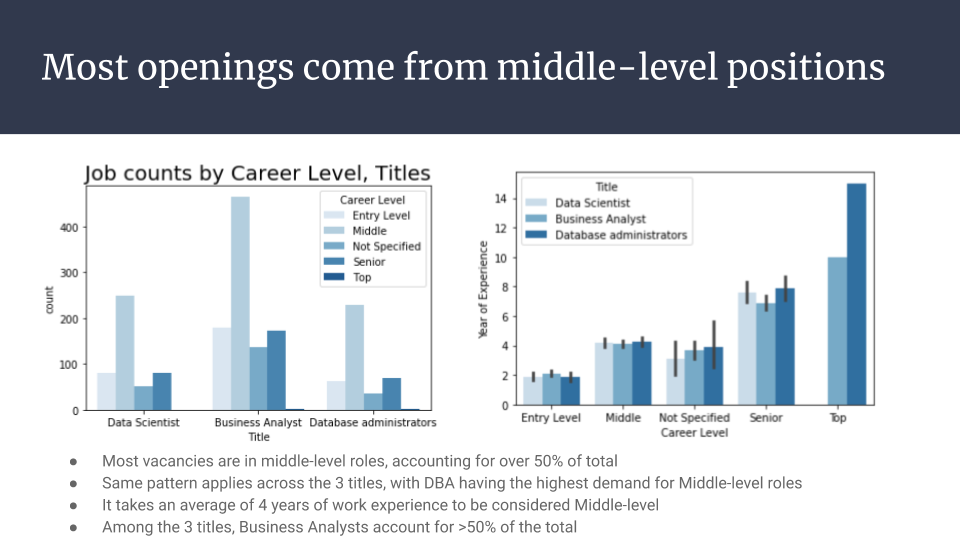 Most openings come from middle-level positions
Job counts by Career Level, Titles
Career Level
Entry Level
Middle
Not Specified
Senior
Top
400
300
200
100
0
count
Data Scientist
Business Analyst
Database administrators
Title
Title
Data Scientist
Business Analyst
Database administrators
14
12
10
8
6
4
2
0
Year of Experience
Entry Level
Middle
Not Specified
Senior
Top
Career Level
● Most vacancies are in middle-level roles, accounting for over 50% of total
● Same pattern applies across the 3 titles, with DBA having the highest demand for Middle-level roles
● It takes an average of 4 years of work experience to be considered Middle-level
● Among the 3 titles, Business Analysts account for >50% of the total